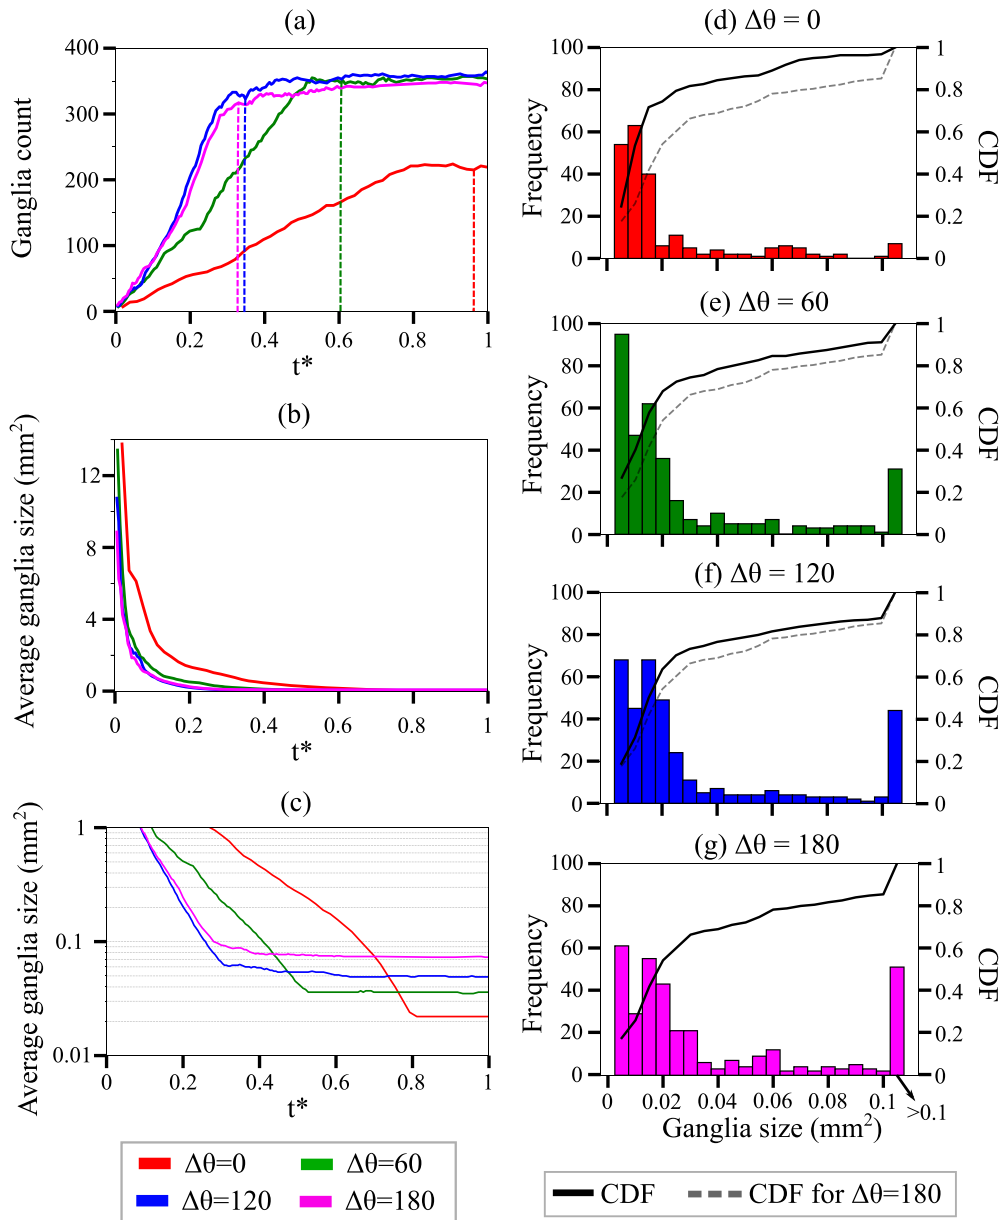 (a)
400
300
200
100
0
Ganglia count
0 0.2 0.4 0.6 0.8 1
t*
(b)
12
8
4
0
Average ganglia size (mm²)
0 0.2 0.4 0.6 0.8 1
t*
(c)
1
0.1
0.01
Average ganglia size (mm²)
0 0.2 0.4 0.6 0.8 1
t*
Δθ=0 Δθ=60
Δθ=120 Δθ=180
(d) Δθ = 0
100
80
60
40
20
0
Frequency
1
0.8
0.6
0.4
0.2
0
CDF
(e) Δθ = 60
100
80
60
40
20
0
Frequency
1
0.8
0.6
0.4
0.2
0
CDF
(f) Δθ = 120
100
80
60
40
20
0
Frequency
1
0.8
0.6
0.4
0.2
0
CDF
(g) Δθ = 180
100
80
60
40
20
0
Frequency
1
0.8
0.6
0.4
0.2
0
CDF
0 0.02 0.04 0.06 0.08 0.1
>0.1
Ganglia size (mm²)
CDF CDF for Δθ=180